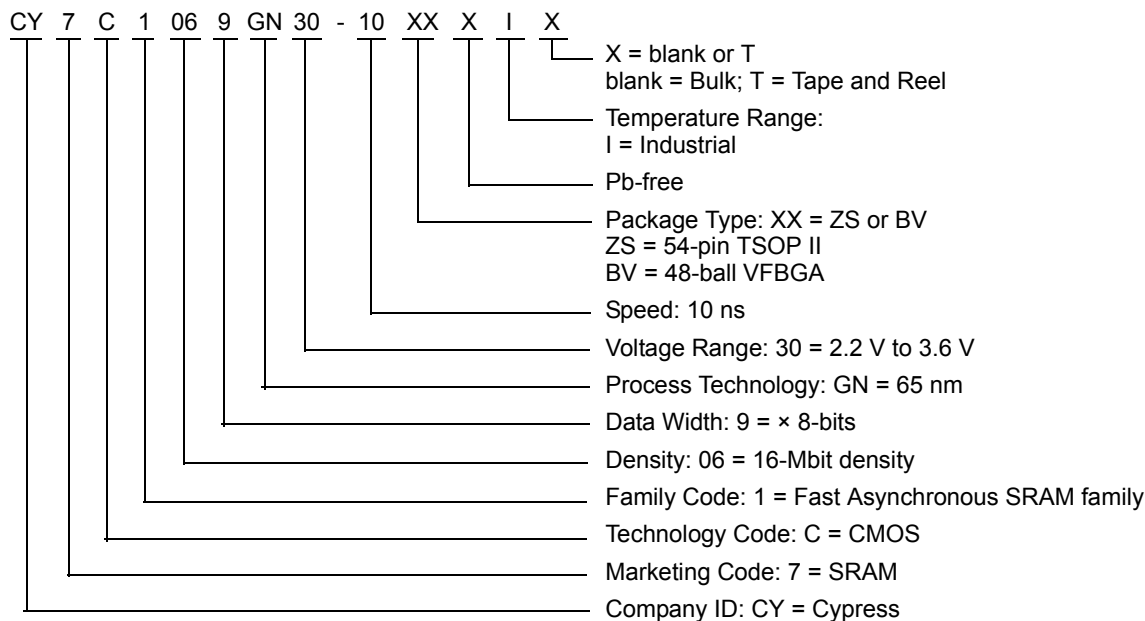 CY 7 C 1 06 9 GN 30 - 10 XX X I X
X = blank or T
blank = Bulk; T = Tape and Reel
Temperature Range:
I = Industrial
Pb-free
Package Type: XX = ZS or BV
ZS = 54-pin TSOP II
BV = 48-ball VFBGA
Speed: 10 ns
Voltage Range: 30 = 2.2 V to 3.6 V
Process Technology: GN = 65 nm
Data Width: 9 = × 8-bits
Density: 06 = 16-Mbit density
Family Code: 1 = Fast Asynchronous SRAM family
Technology Code: C = CMOS
Marketing Code: 7 = SRAM
Company ID: CY = Cypress